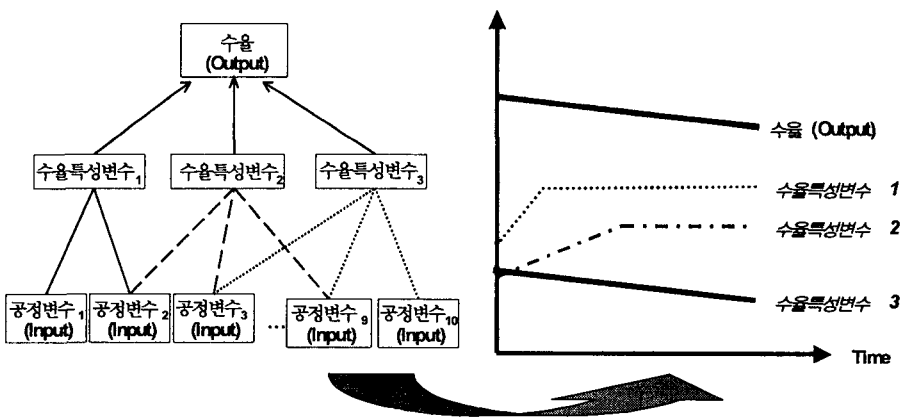 수율
(Output)
수율특성변수1
수율특성변수2
수율특성변수3
공정변수1
(Input)
공정변수2
(Input)
공정변수3
(Input)
공정변수9
(Input)
공정변수10
(Input)
수율 (Output)
수율특성변수 1
수율특성변수 2
수율특성변수 3
Time